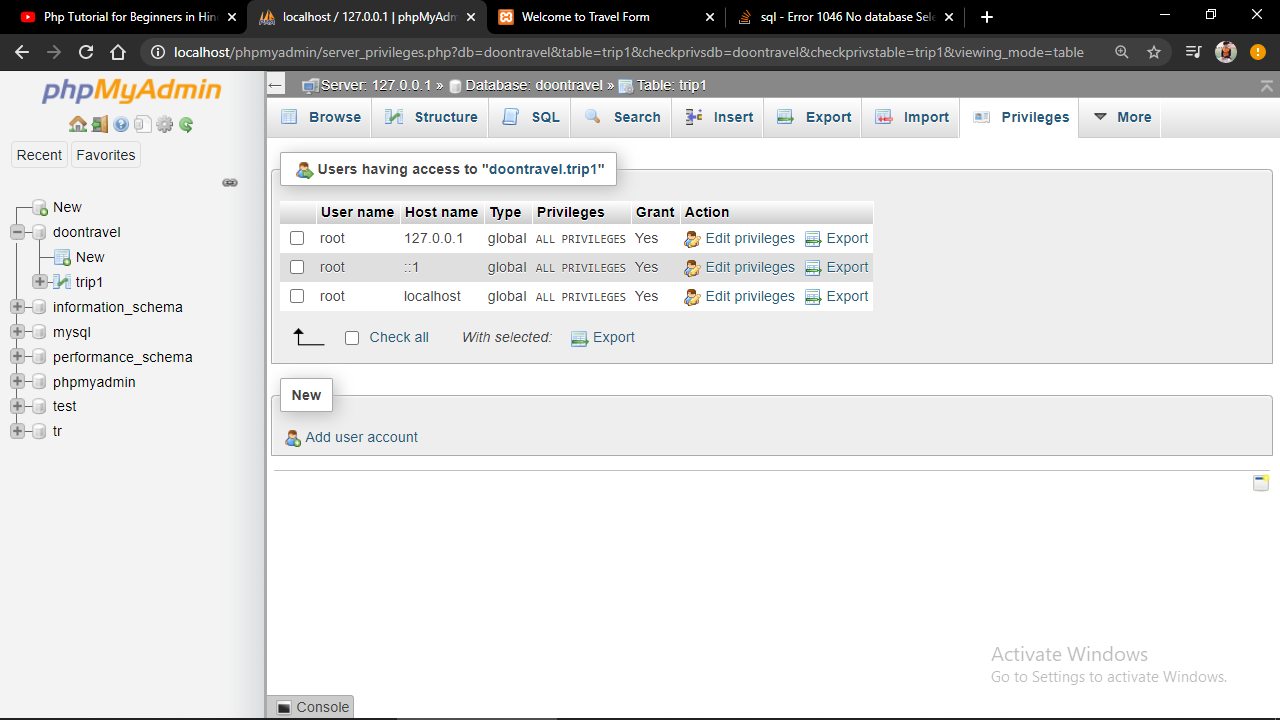 Php Tutorial for Beginners in Hin
localhost / 127.0.0.1 | phpMyAdm
Welcome to Travel Form
sql - Error 1046 No database Sele
localhost/phpmyadmin/server_privileges.php?db=doontravel&table=trip1&checkprivsdb=doontravel&checkprivstable=trip1&viewing_mode=table
phpMyAdmin
Recent
Favorites
New
doontravel
New
trip1
information_schema
mysql
performance_schema
phpmyadmin
test
tr
Server: 127.0.0.1 » Database: doontravel » Table: trip1
Browse Structure SQL Search Insert Export Import Privileges More
Users having access to "doontravel.trip1"
User name Host name Type Privileges Grant Action
root 127.0.0.1 global ALL PRIVILEGES Yes Edit privileges Export
root ::1 global ALL PRIVILEGES Yes Edit privileges Export
root localhost global ALL PRIVILEGES Yes Edit privileges Export
Check all With selected: Export
New
Add user account
Activate Windows
Go to Settings to activate Windows.
Console